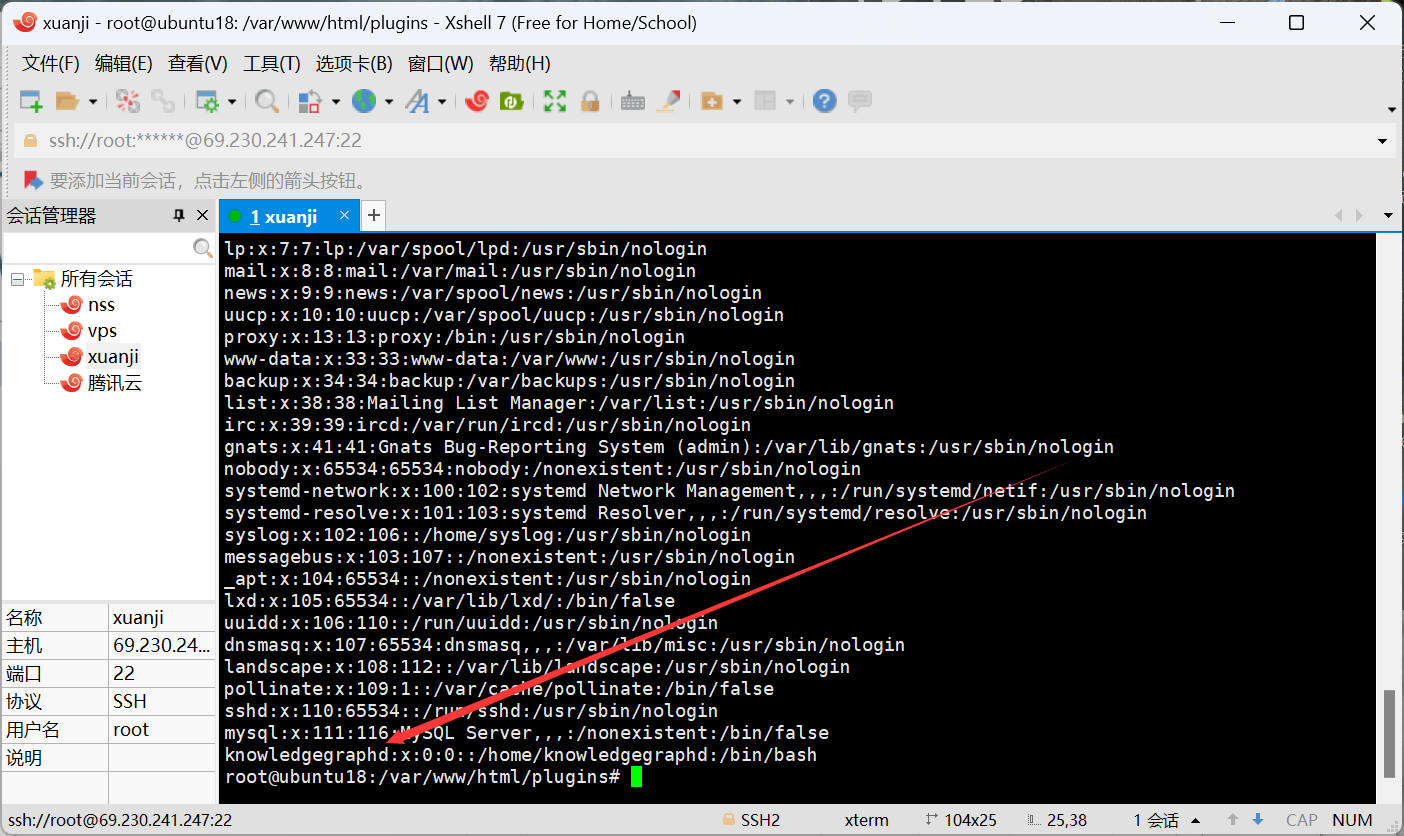 xuanji - root@ubuntu18: /var/www/html/plugins - Xshell 7 (Free for Home/School)
文件(F) 编辑(E) 查看(V) 工具(T) 选项卡(B) 窗口(W) 帮助(H)
ssh://root:******@69.230.241.247:22
要添加当前会话，点击左侧的箭头按钮。
会话管理器
1 xuanji
所有会话
nss
vps
xuanji
腾讯云
名称 xuanji
主机 69.230.24...
端口 22
协议 SSH
用户名 root
说明
lp:x:7:7:lp:/var/spool/lpd:/usr/sbin/nologin
mail:x:8:8:mail:/var/mail:/usr/sbin/nologin
news:x:9:9:news:/var/spool/news:/usr/sbin/nologin
uucp:x:10:10:uucp:/var/spool/uucp:/usr/sbin/nologin
proxy:x:13:13:proxy:/bin:/usr/sbin/nologin
www-data:x:33:33:www-data:/var/www:/usr/sbin/nologin
backup:x:34:34:backup:/var/backups:/usr/sbin/nologin
list:x:38:38:Mailing List Manager:/var/list:/usr/sbin/nologin
irc:x:39:39:ircd:/var/run/ircd:/usr/sbin/nologin
gnats:x:41:41:Gnats Bug-Reporting System (admin):/var/lib/gnats:/usr/sbin/nologin
nobody:x:65534:65534:nobody:/nonexistent:/usr/sbin/nologin
systemd-network:x:100:102:systemd Network Management,,,:/run/systemd/netif:/usr/sbin/nologin
systemd-resolve:x:101:103:systemd Resolver,,,:/run/systemd/resolve:/usr/sbin/nologin
syslog:x:102:106::/home/syslog:/usr/sbin/nologin
messagebus:x:103:107::/nonexistent:/usr/sbin/nologin
_apt:x:104:65534::/nonexistent:/usr/sbin/nologin
lxd:x:105:65534::/var/lib/lxd/:/bin/false
uuidd:x:106:110::/run/uuidd:/usr/sbin/nologin
dnsmasq:x:107:65534:dnsmasq,,,:/var/lib/misc:/usr/sbin/nologin
landscape:x:108:112::/var/lib/landscape:/usr/sbin/nologin
pollinate:x:109:1::/var/cache/pollinate:/bin/false
sshd:x:110:65534::/run/sshd:/usr/sbin/nologin
mysql:x:111:116:MySQL Server,,,:/nonexistent:/bin/false
knowledgegraphd:x:0:0::/home/knowledgegraphd:/bin/bash
root@ubuntu18:/var/www/html/plugins#
ssh://root@69.230.241.247:22 SSH2 xterm 104x25 25,38 1 会话 CAP NUM